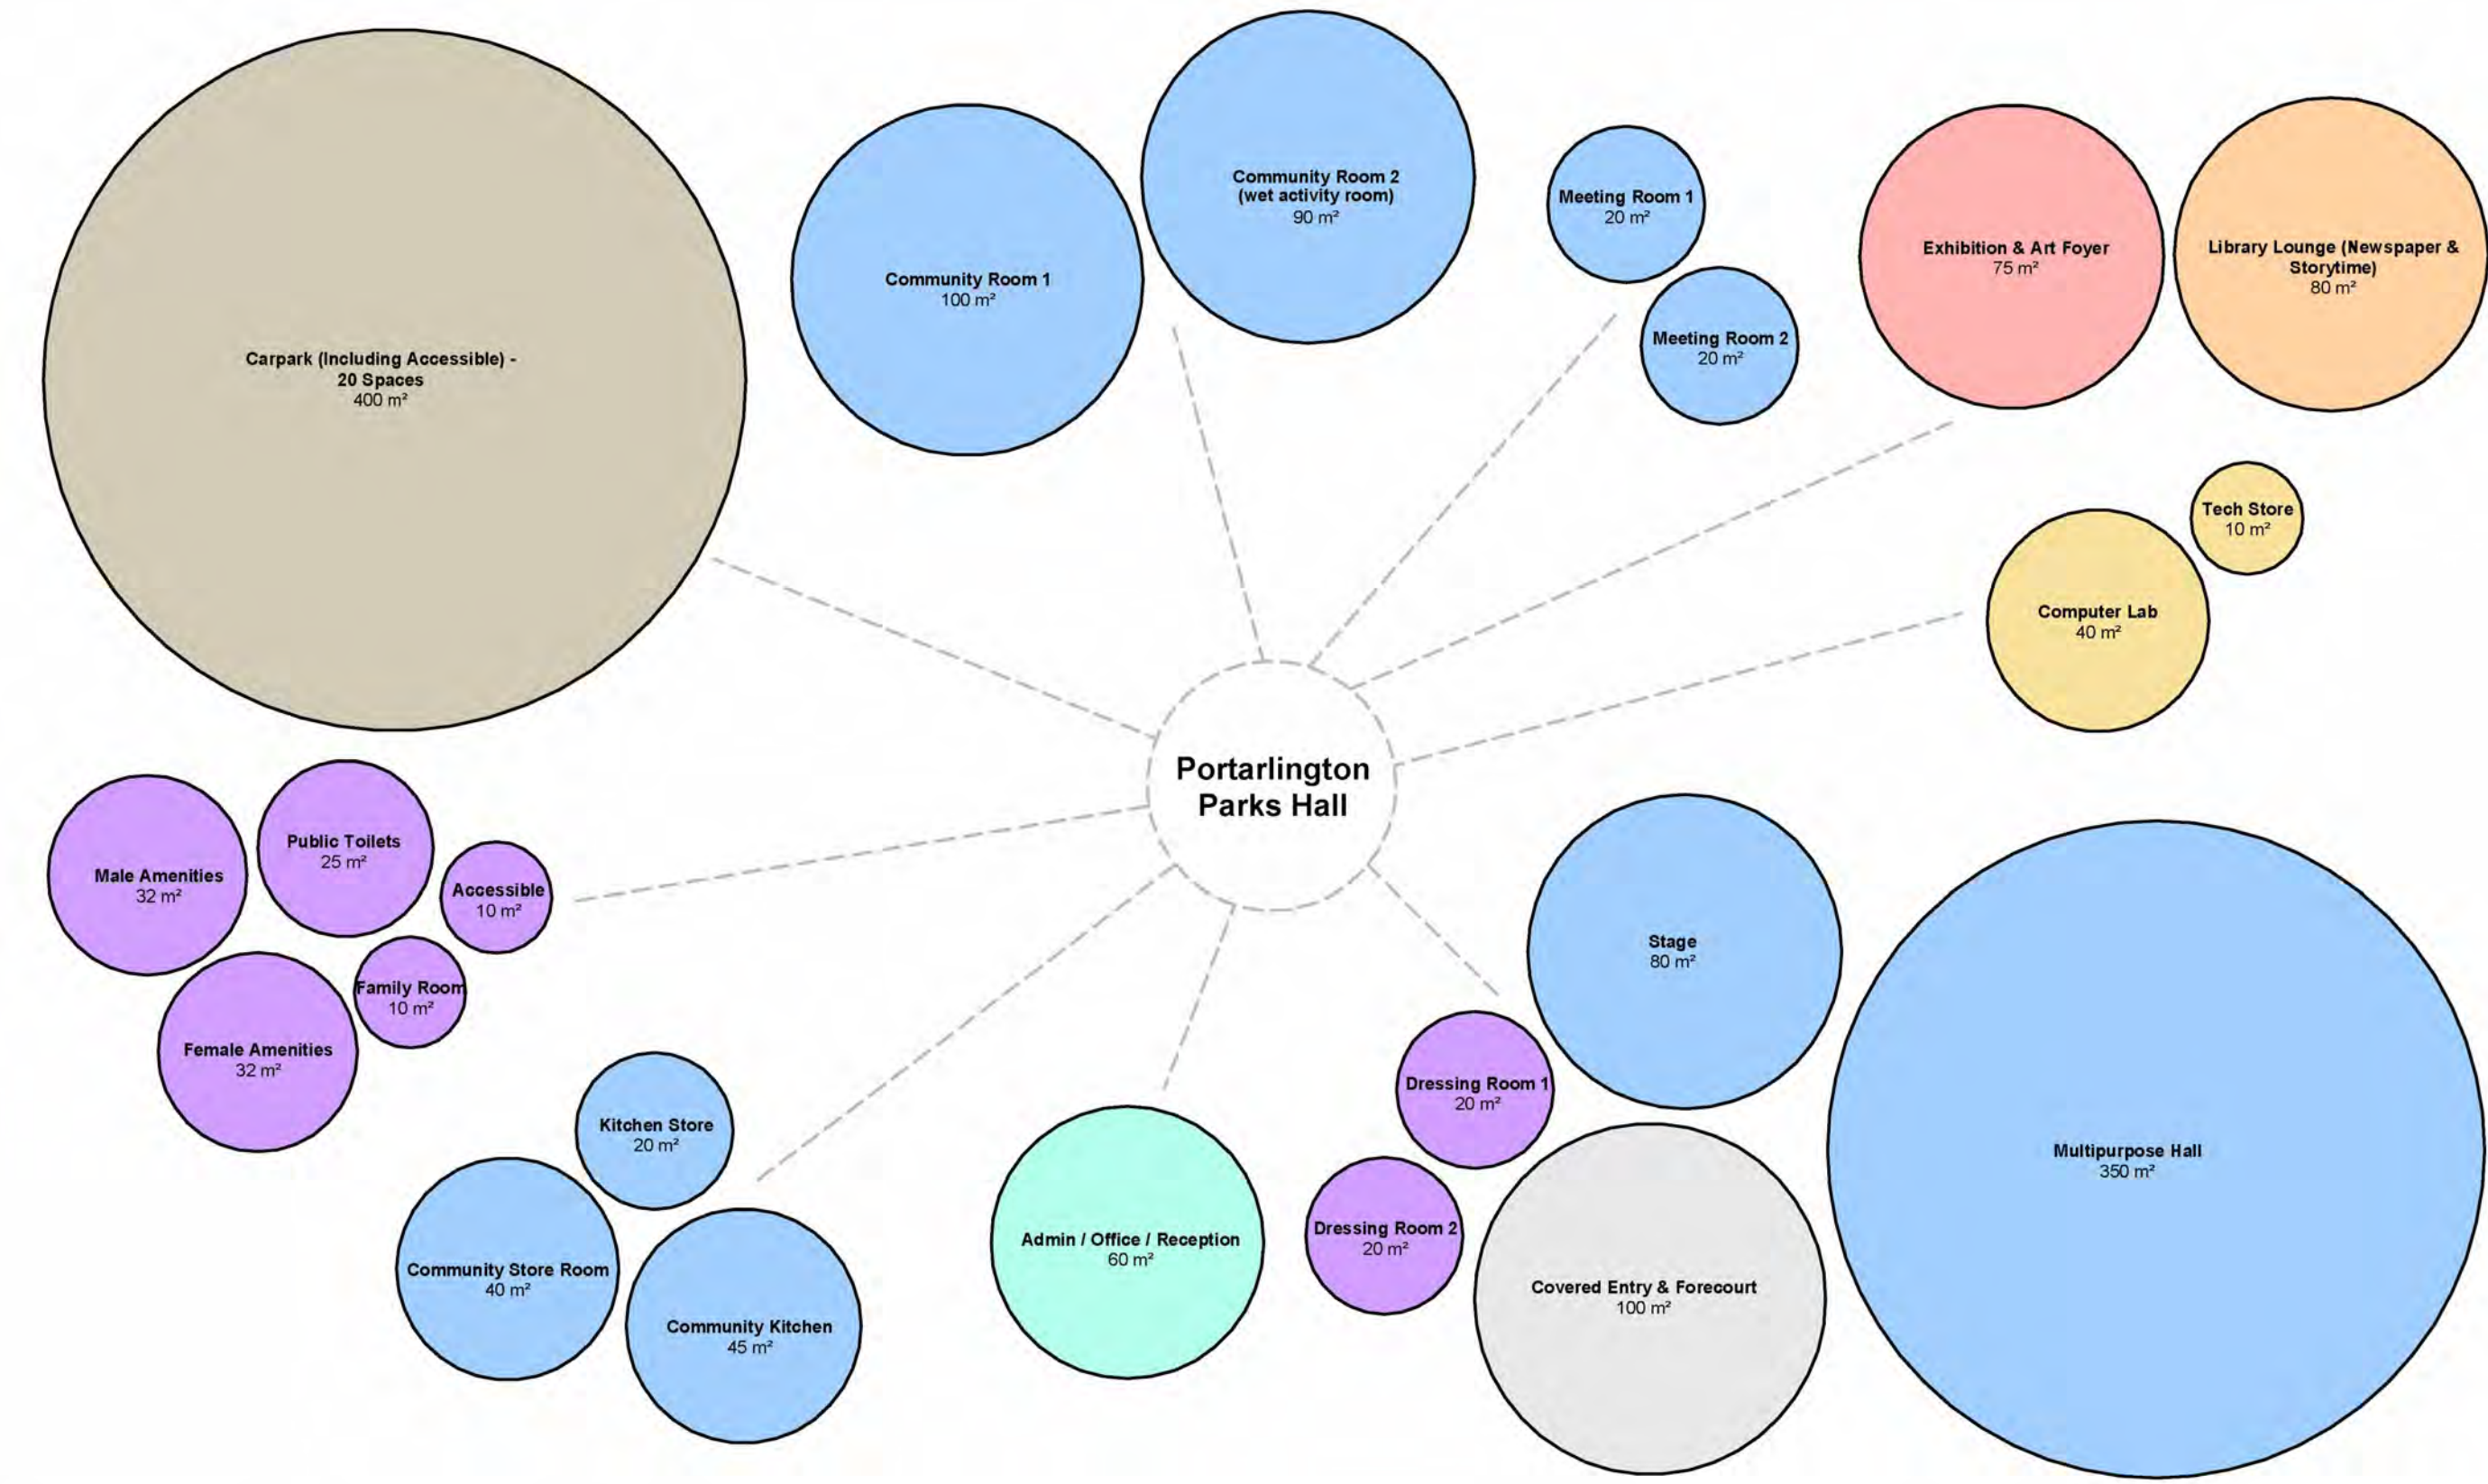 Carpark (Including Accessible) -
20 Spaces
400 m²
Community Room 1
100 m²
Community Room 2
(wet activity room)
90 m²
Meeting Room 1
20 m²
Meeting Room 2
20 m²
Exhibition & Art Foyer
75 m²
Library Lounge (Newspaper &
Storytime)
80 m²
Tech Store
10 m²
Computer Lab
40 m²
Portarlington
Parks Hall
Male Amenities
32 m²
Public Toilets
25 m²
Accessible
10 m²
Family Room
10 m²
Female Amenities
32 m²
Kitchen Store
20 m²
Community Store Room
40 m²
Community Kitchen
45 m²
Admin / Office / Reception
60 m²
Stage
80 m²
Dressing Room 1
20 m²
Dressing Room 2
20 m²
Covered Entry & Forecourt
100 m²
Multipurpose Hall
350 m²